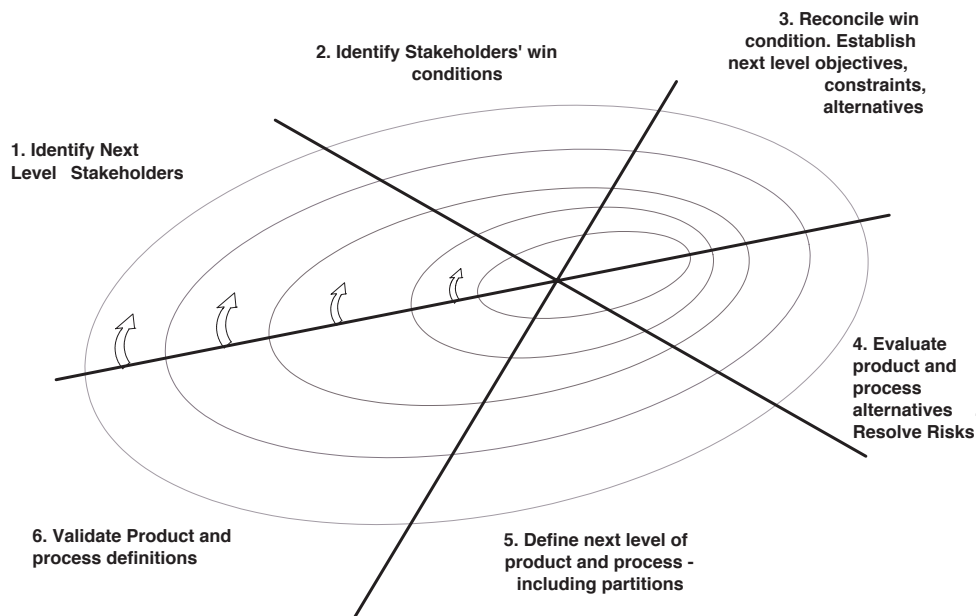 1. Identify Next
Level Stakeholders
2. Identify Stakeholders' win
conditions
3. Reconcile win
condition. Establish
next level objectives,
constraints,
alternatives
4. Evaluate
product and
process
alternatives
Resolve Risks
5. Define next level of
product and process -
including partitions
6. Validate Product and
process definitions